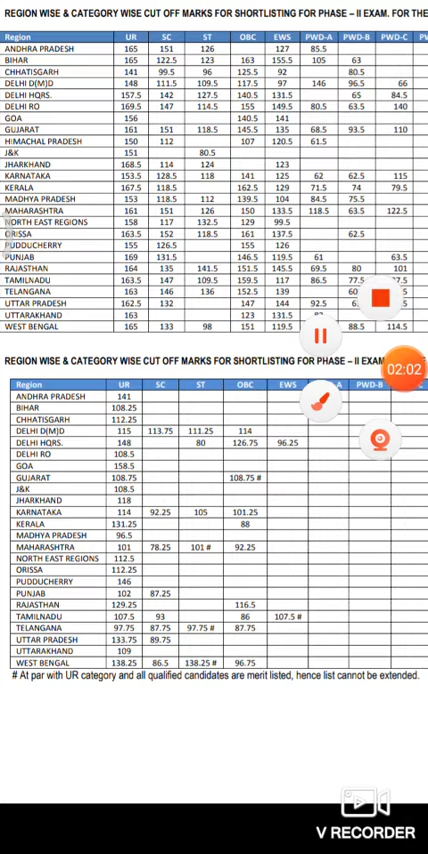 REGION WISE & CATEGORY WISE CUT OFF MARKS FOR SHORTLISTING FOR PHASE – II EXAM. FOR THE
Region UR SC ST OBC EWS PWD-A PWD-B PWD-C
ANDHRA PRADESH 165 151 126 127 85.5
BIHAR 165 122.5 123 163 155.5 105 63
CHHATISGARH 141 99.5 96 125.5 92 80.5
DELHI D(M)D 148 111.5 109.5 117.5 97 146 96.5 66
DELHI HQRS. 157.5 142 127.5 140.5 131.5 65 84.5
DELHI RO 169.5 147 114.5 155 149.5 80.5 63.5 140
GOA 156 140.5 141
GUJARAT 161 151 118.5 145.5 135 68.5 93.5 110
HIMACHAL PRADESH 150 112 107 120.5 61.5
J&K 151 80.5
JHARKHAND 168.5 114 124 123
KARNATAKA 153.5 128.5 118 141 125 62 62.5 115
KERALA 167.5 118.5 162.5 129 71.5 74 79.5
MADHYA PRADESH 153 118.5 112 139.5 104 84.5 75.5
MAHARASHTRA 161 151 126 150 133.5 118.5 63.5 122.5
NORTH EAST REGIONS 158 117 132.5 129 99.5
ORISSA 163.5 152 118.5 161 137.5 62.5
PUDDUCHERRY 155 126.5 155 126
PUNJAB 169 131.5 146.5 119.5 61 63.5
RAJASTHAN 164 135 141.5 151.5 145.5 69.5 80 101
TAMILNADU 163.5 147 109.5 159.5 117 86.5 77.5
TELANGANA 163 146 136 152.5 139
UTTAR PRADESH 162.5 132 147 144 92.5
UTTARAKHAND 163 123 131.5
WEST BENGAL 165 133 98 151 119.5 88.5 114.5
REGION WISE & CATEGORY WISE CUT OFF MARKS FOR SHORTLISTING FOR PHASE – II EXAM
02:02
Region UR SC ST OBC EWS PWD-B
ANDHRA PRADESH 141
BIHAR 108.25
CHHATISGARH 112.25
DELHI D(M)D 115 113.75 111.25 114
DELHI HQRS. 148 80 126.75 96.25
DELHI RO 108.5
GOA 158.5
GUJARAT 108.75 108.75 #
J&K 108.5
JHARKHAND 118
KARNATAKA 114 92.25 105 101.25
KERALA 131.25 88
MADHYA PRADESH 96.5
MAHARASHTRA 101 78.25 101 # 92.25
NORTH EAST REGIONS 112.5
ORISSA 112.25
PUDDUCHERRY 146
PUNJAB 102 87.25
RAJASTHAN 129.25 116.5
TAMILNADU 107.5 93 86 107.5 #
TELANGANA 97.75 87.75 97.75 # 87.75
UTTAR PRADESH 133.75 89.75
UTTARAKHAND 109
WEST BENGAL 138.25 86.5 138.25 # 96.75
# At par with UR category and all qualified candidates are merit listed, hence list cannot be extended.
V RECORDER